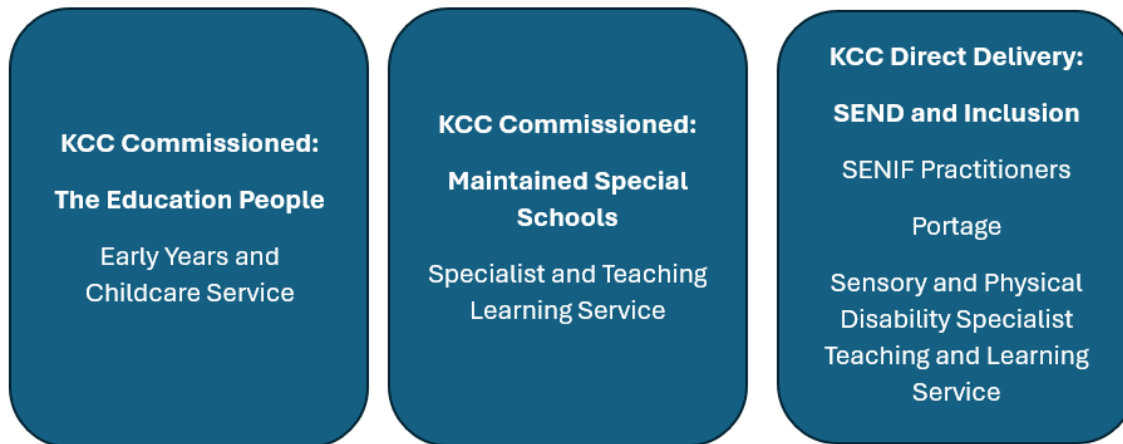 KCC Commissioned:
The Education People
Early Years and
Childcare Service
KCC Commissioned:
Maintained Special
Schools
Specialist and Teaching
Learning Service
KCC Direct Delivery:
SEND and Inclusion
SENIF Practitioners
Portage
Sensory and Physical
Disability Specialist
Teaching and Learning
Service